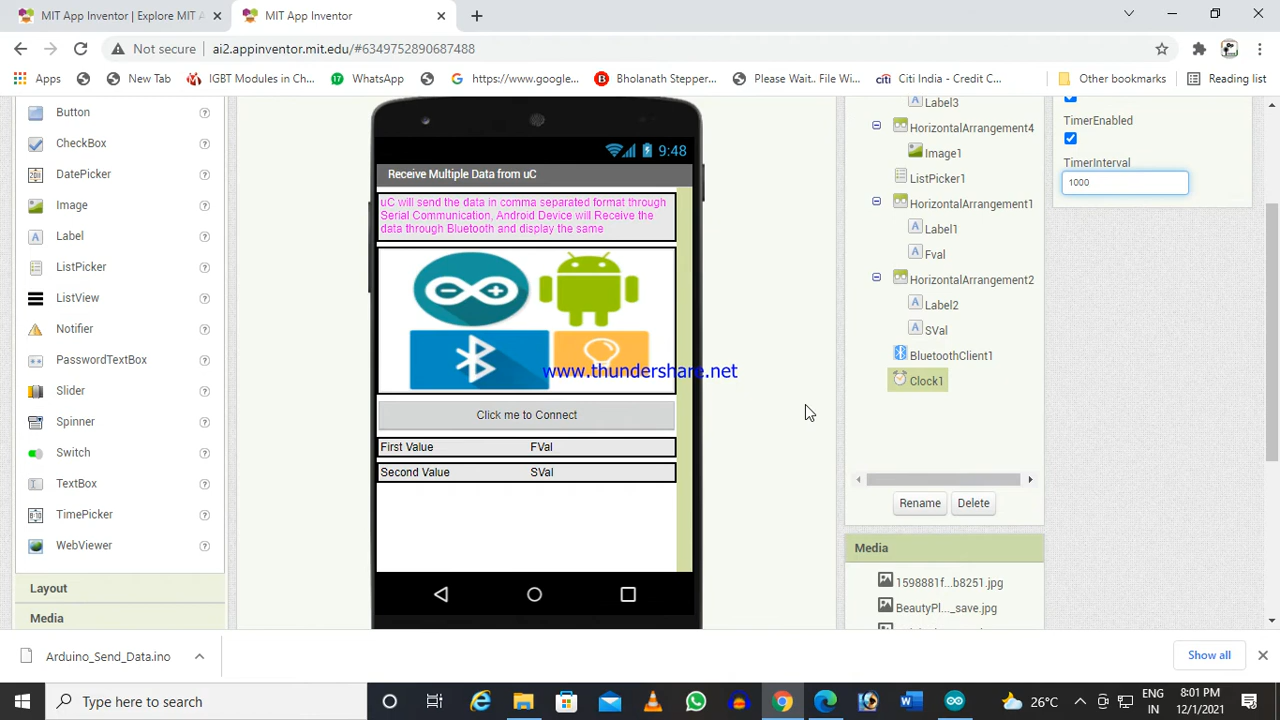 MIT App Inventor | Explore MIT A
MIT App Inventor
Not secure
ai2.appinventor.mit.edu/#6349752890687488
Apps
New Tab
IGBT Modules in Ch...
17
WhatsApp
https://www.google...
Bholanath Stepper...
Please Wait.. File Wi...
citi
Citi India - Credit C...
Other bookmarks
Reading list
Button
CheckBox
DatePicker
Image
Label
ListPicker
ListView
Notifier
PasswordTextBox
Slider
Spinner
Switch
TextBox
TimePicker
WebViewer
Layout
Media
9:48
Receive Multiple Data from uC
uC will send the data in comma separated format through
Serial Communication, Android Device will Receive the
data through Bluetooth and display the same
www.thundershare.net
Click me to Connect
First Value FVal
Second Value SVal
Label3
HorizontalArrangement4
Image1
ListPicker1
HorizontalArrangement1
Label1
Fval
HorizontalArrangement2
Label2
SVal
BluetoothClient1
Clock1
Rename
Delete
Media
1598881f...b8251.jpg
BeautyPl..._save.jpg
TimerEnabled
TimerInterval
1000
Arduino_Send_Data.ino
Show all
Type here to search
26°C
ENG
IN
8:01 PM
12/1/2021